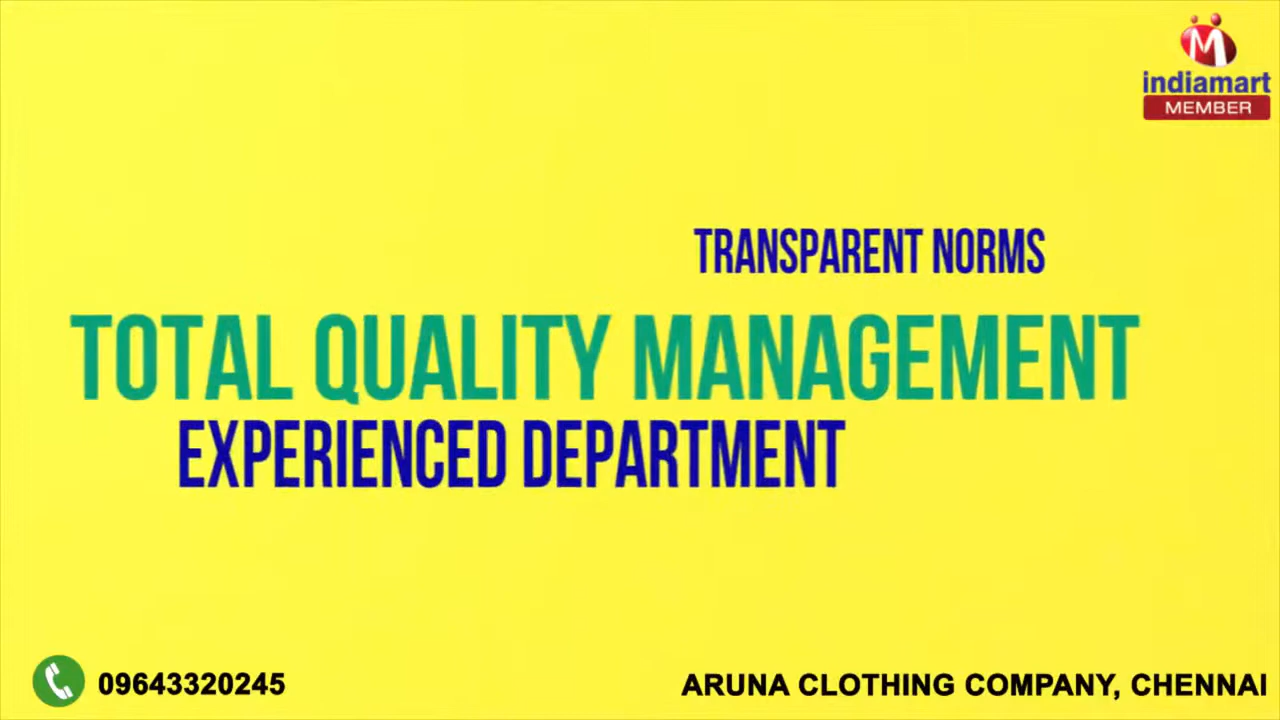 indiamart
MEMBER
TRANSPARENT NORMS
TOTAL QUALITY MANAGEMENT
EXPERIENCED DEPARTMENT
09643320245
ARUNA CLOTHING COMPANY, CHENNAI